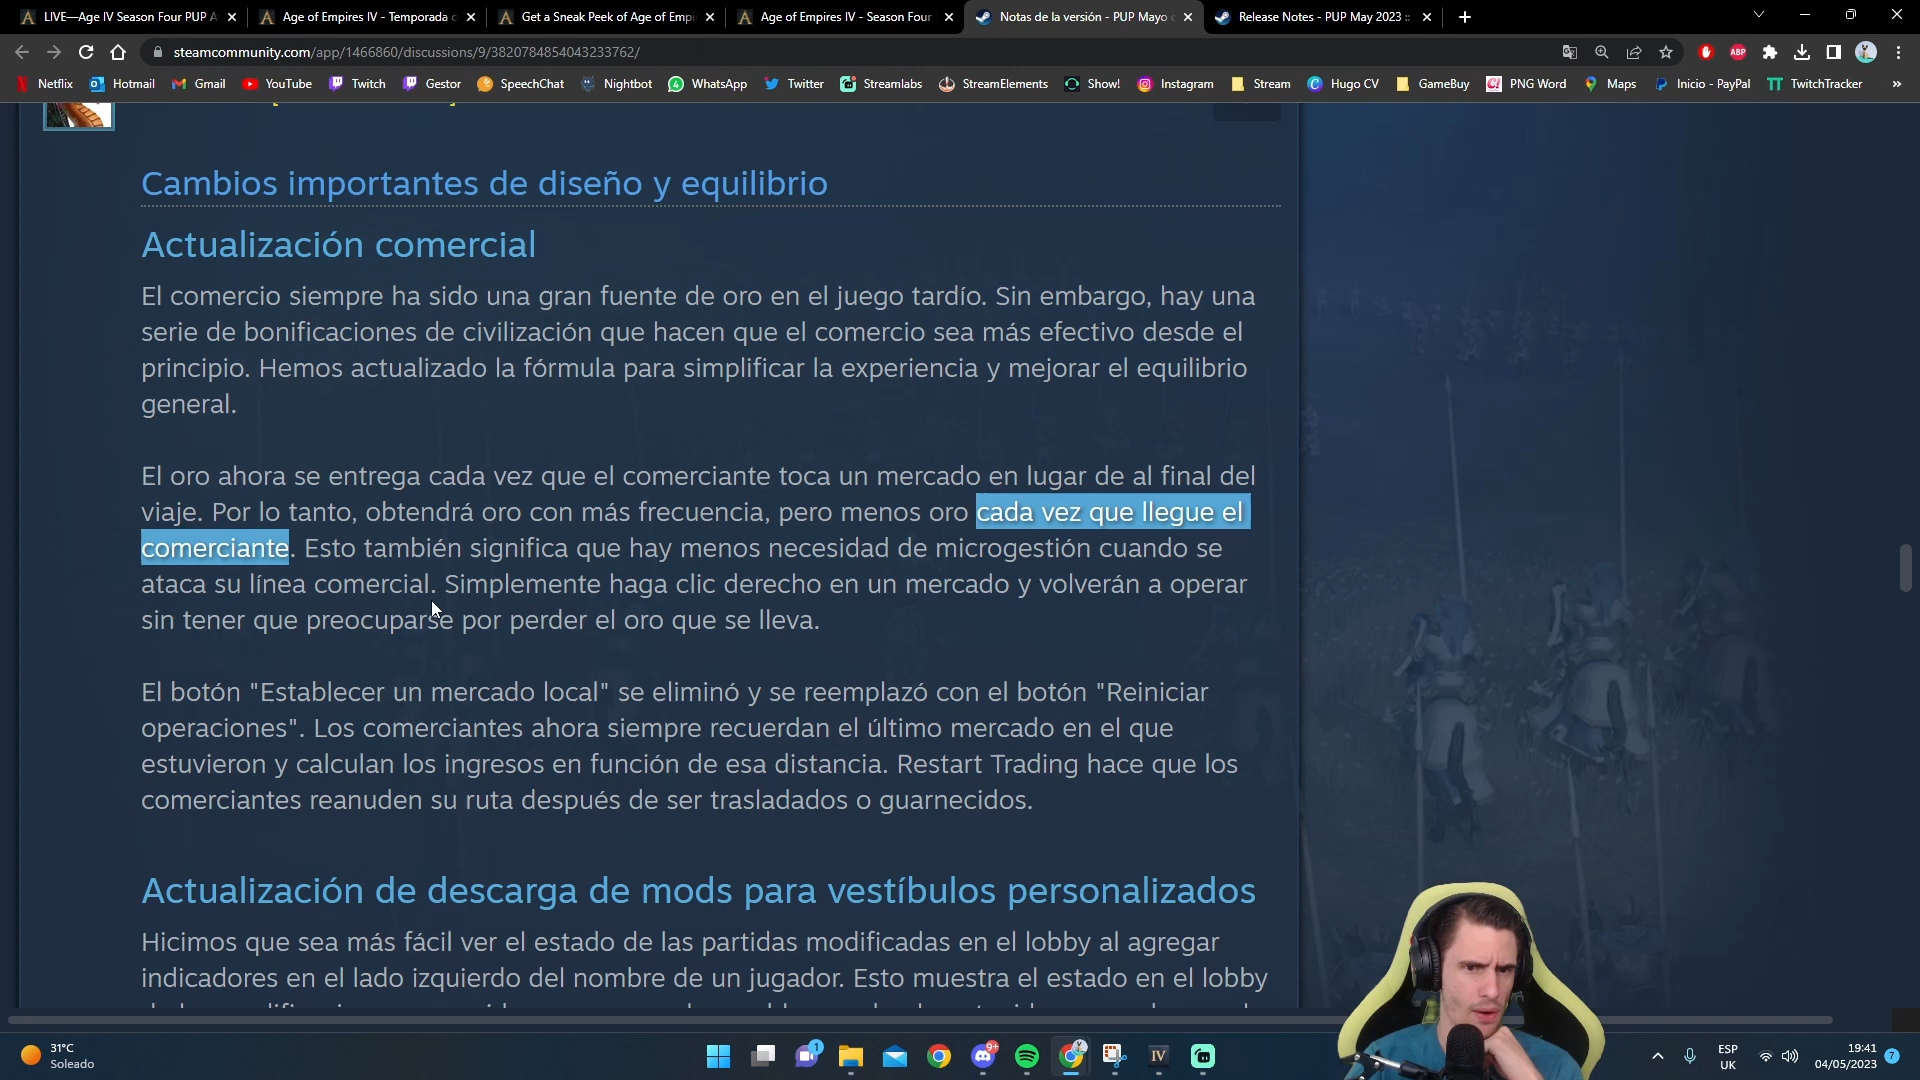 LIVE—Age IV Season Four PUP A
Age of Empires IV - Temporada c
Get a Sneak Peek of Age of Empi
Age of Empires IV - Season Four
Notas de la versión - PUP Mayo
Release Notes - PUP May 2023 ::
steamcommunity.com/app/1466860/discussions/9/3820784854043233762/
ABP
Netflix Hotmail Gmail YouTube Twitch Gestor SpeechChat Nightbot WhatsApp Twitter Streamlabs StreamElements Show! Instagram Stream Hugo CV GameBuy PNG Word Maps Inicio - PayPal TwitchTracker »
Cambios importantes de diseño y equilibrio
Actualización comercial
El comercio siempre ha sido una gran fuente de oro en el juego tardío. Sin embargo, hay una
serie de bonificaciones de civilización que hacen que el comercio sea más efectivo desde el
principio. Hemos actualizado la fórmula para simplificar la experiencia y mejorar el equilibrio
general.
El oro ahora se entrega cada vez que el comerciante toca un mercado en lugar de al final del
viaje. Por lo tanto, obtendrá oro con más frecuencia, pero menos oro cada vez que llegue el
comerciante. Esto también significa que hay menos necesidad de microgestión cuando se
ataca su línea comercial. Simplemente haga clic derecho en un mercado y volverán a operar
sin tener que preocuparse por perder el oro que se lleva.
El botón "Establecer un mercado local" se eliminó y se reemplazó con el botón "Reiniciar
operaciones". Los comerciantes ahora siempre recuerdan el último mercado en el que
estuvieron y calculan los ingresos en función de esa distancia. Restart Trading hace que los
comerciantes reanuden su ruta después de ser trasladados o guarnecidos.
Actualización de descarga de mods para vestíbulos personalizados
Hicimos que sea más fácil ver el estado de las partidas modificadas en el lobby al agregar
indicadores en el lado izquierdo del nombre de un jugador. Esto muestra el estado en el lobby
31°C
Soleado
1
9+
IV
ESP
UK
19:41
04/05/2023
7